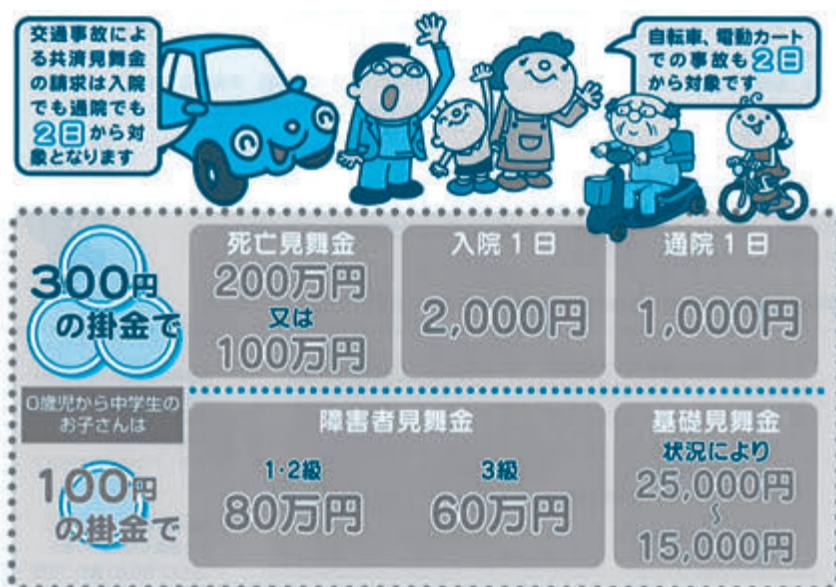 交通事故によ
る共済見舞金
の請求は入院
でも通院でも
2日から対
象となります
自転車、電動カート
での事故も2日
から対象です
300円
の掛金で
死亡見舞金
200万円
又は
100万円
入院1日
2,000円
通院1日
1,000円
0歳児から中学生の
お子さんは
100円
の掛金で
障害者見舞金
1・2級
80万円
3級
60万円
基礎見舞金
状況により
25,000円
~
15,000円